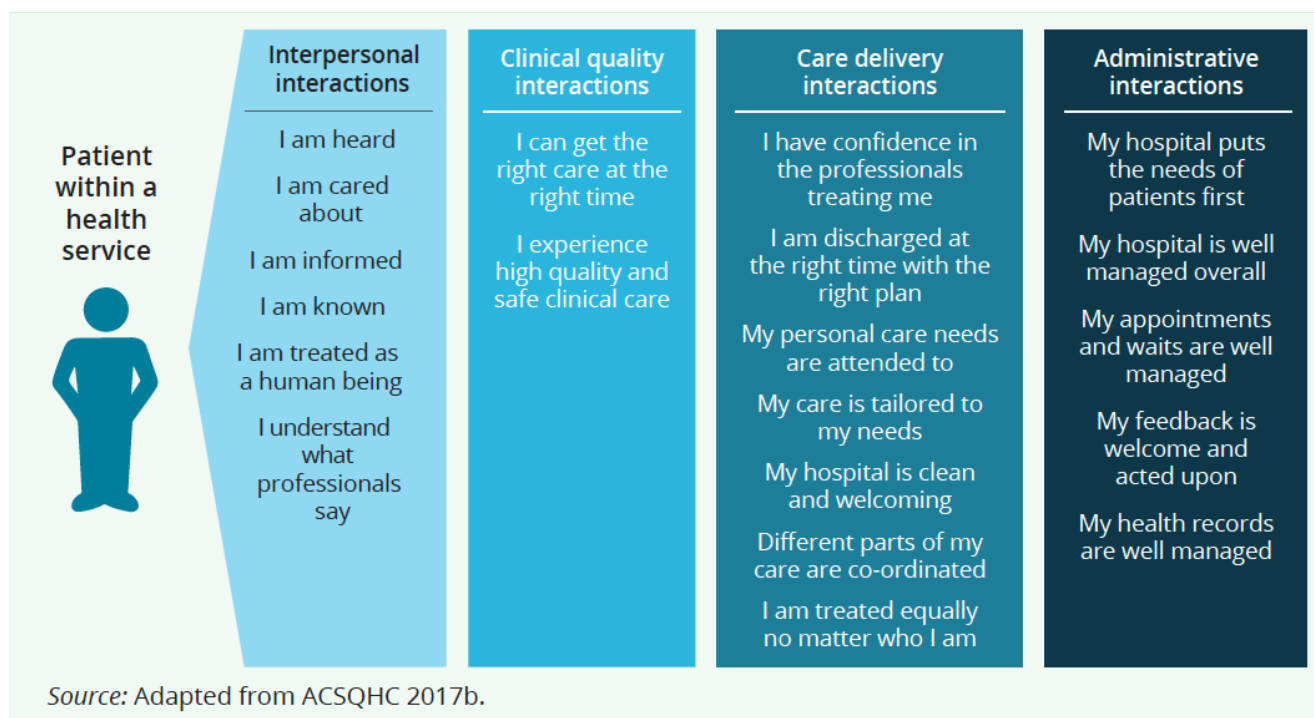 Patient
within a
health
service
Interpersonal
interactions
I am heard
I am cared
about
I am informed
I am known
I am treated as
a human being
I understand
what
professionals
say
Clinical quality
interactions
I can get the
right care at the
right time
I experience
high quality and
safe clinical care
Care delivery
interactions
I have confidence in
the professionals
treating me
I am discharged at
the right time with the
right plan
My personal care needs
are attended to
My care is tailored to
my needs
My hospital is clean
and welcoming
Different parts of my
care are co-ordinated
I am treated equally
no matter who I am
Administrative
interactions
My hospital puts
the needs of
patients first
My hospital is well
managed overall
My appointments
and waits are well
managed
My feedback is
welcome and
acted upon
My health records
are well managed
Source: Adapted from ACSQHC 2017b.